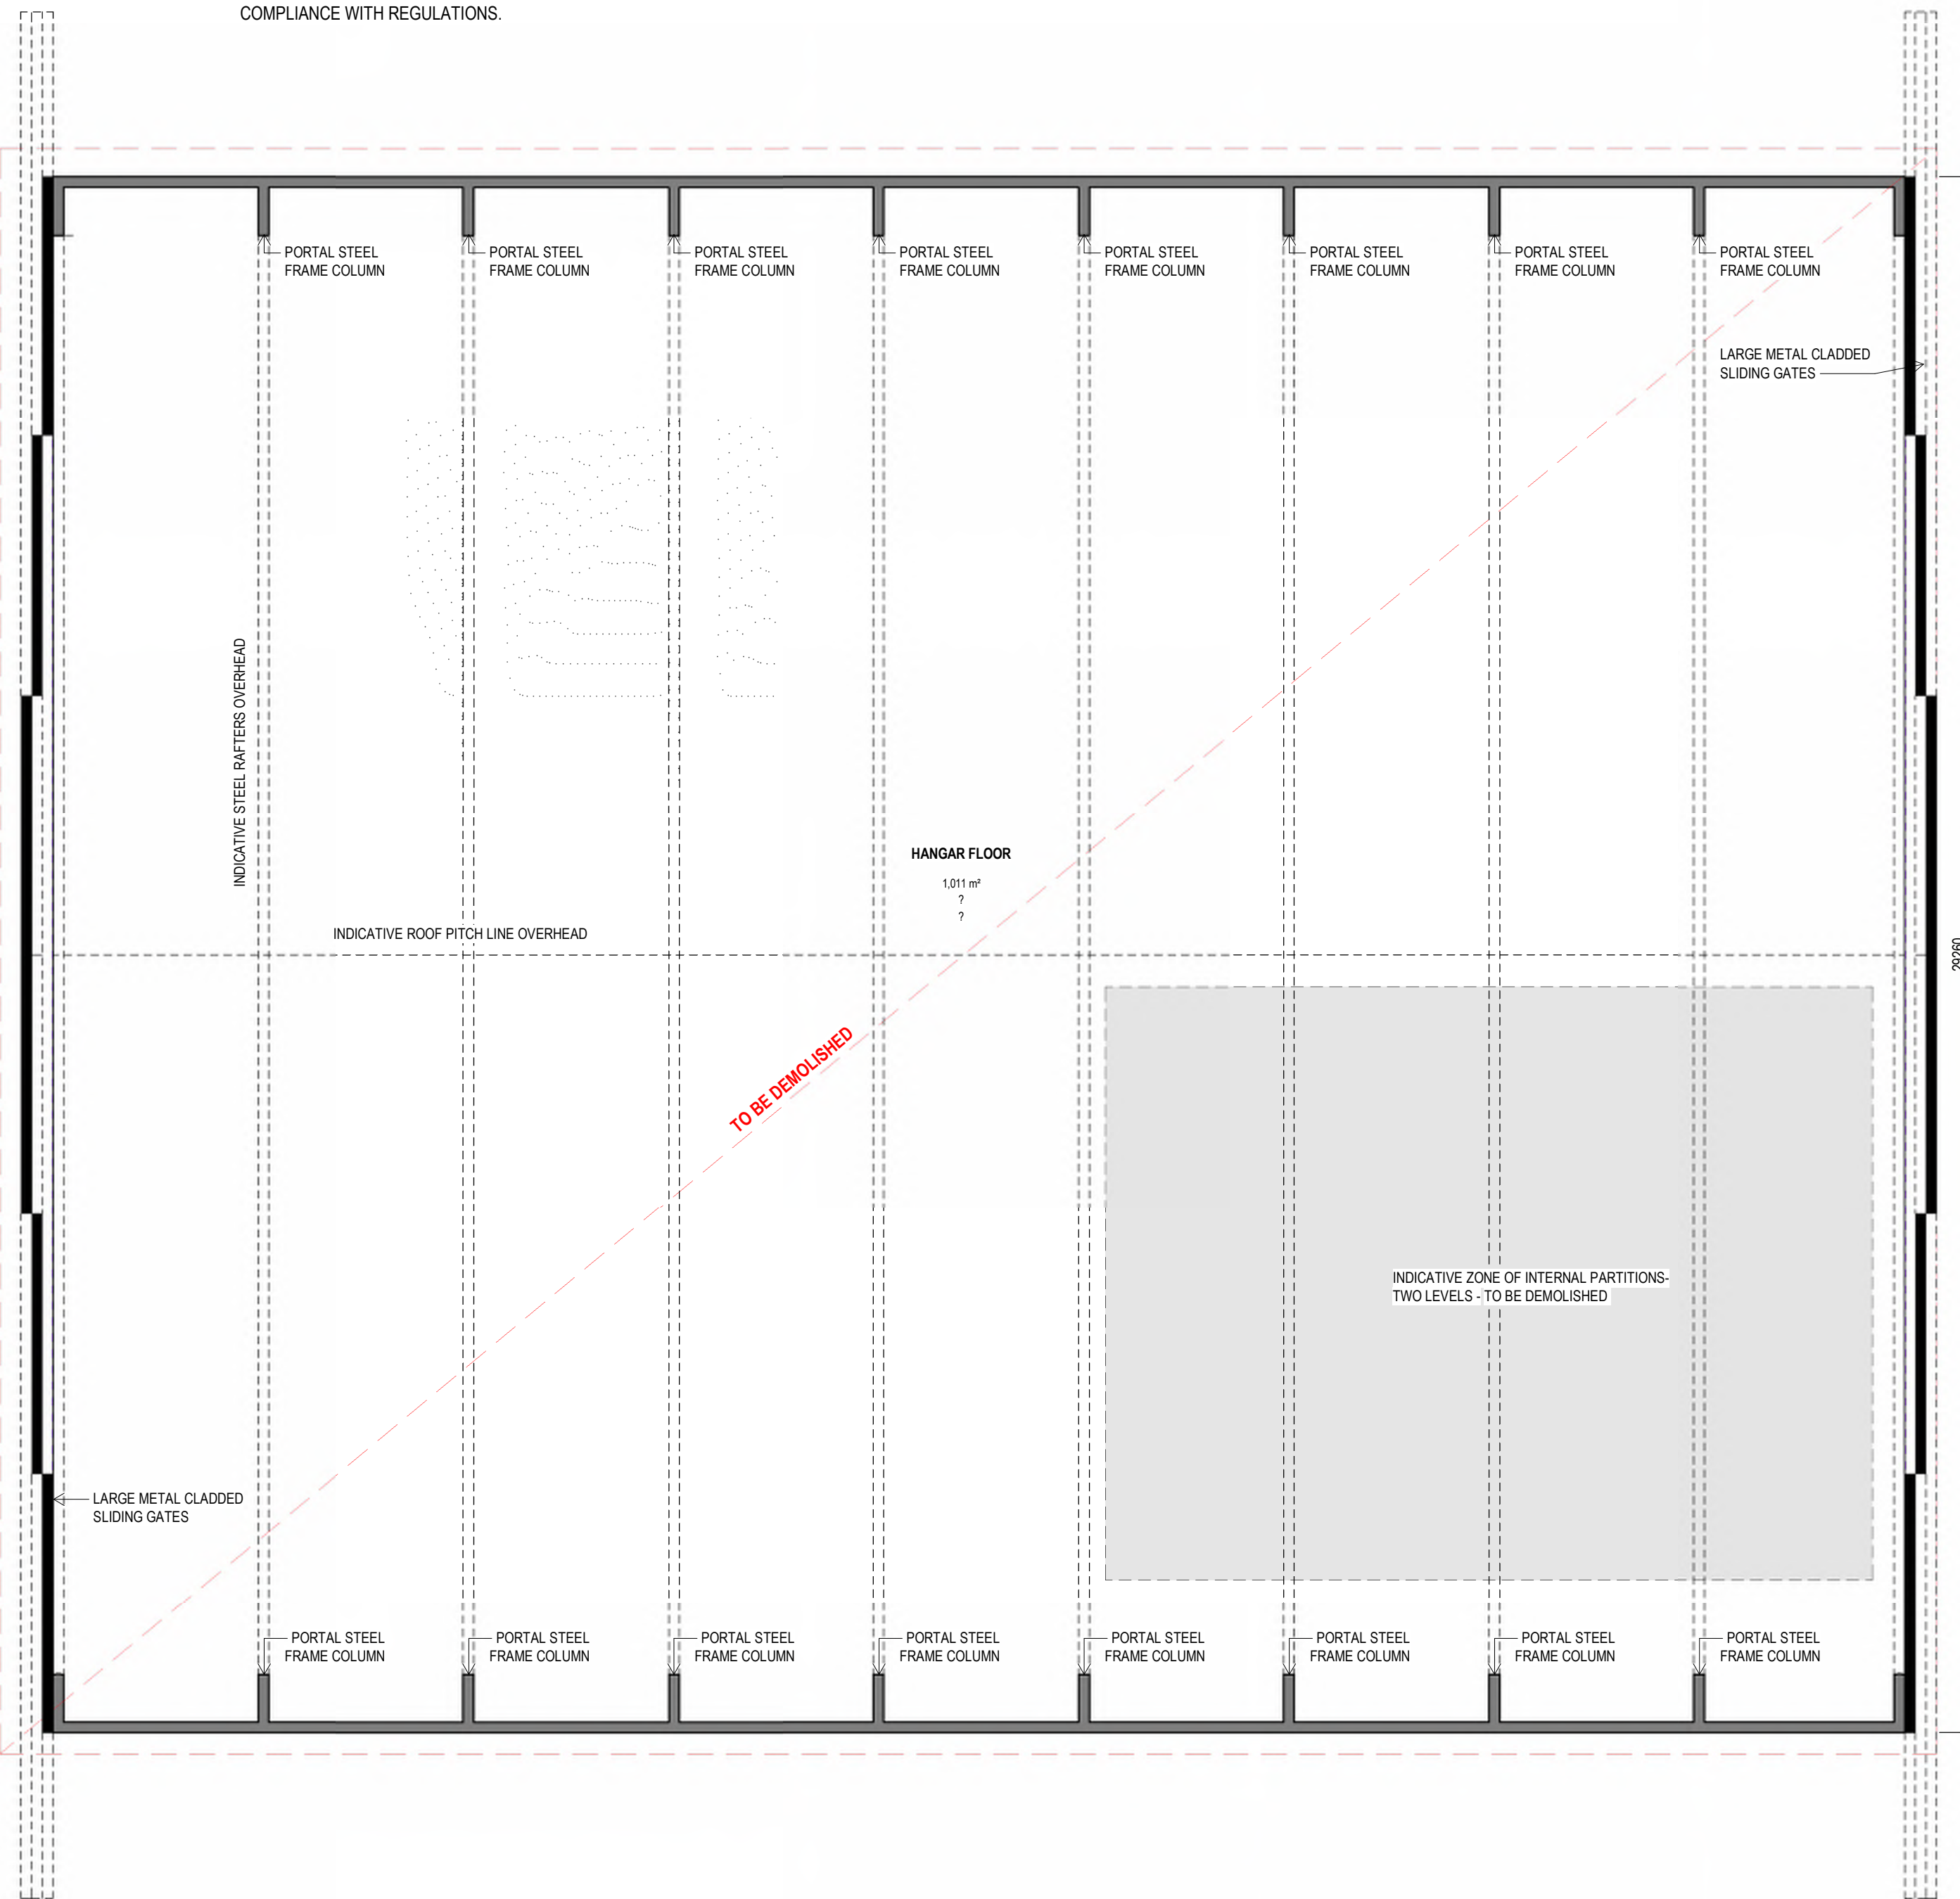 COMPLIANCE WITH REGULATIONS.
PORTAL STEEL
FRAME COLUMN
PORTAL STEEL
FRAME COLUMN
PORTAL STEEL
FRAME COLUMN
PORTAL STEEL
FRAME COLUMN
PORTAL STEEL
FRAME COLUMN
PORTAL STEEL
FRAME COLUMN
PORTAL STEEL
FRAME COLUMN
PORTAL STEEL
FRAME COLUMN
LARGE METAL CLADDED
SLIDING GATES
INDICATIVE STEEL RAFTERS OVERHEAD
HANGAR FLOOR
1,011 m²
?
?
INDICATIVE ROOF PITCH LINE OVERHEAD
29260
TO BE DEMOLISHED
INDICATIVE ZONE OF INTERNAL PARTITIONS-
TWO LEVELS - TO BE DEMOLISHED
LARGE METAL CLADDED
SLIDING GATES
PORTAL STEEL
FRAME COLUMN
PORTAL STEEL
FRAME COLUMN
PORTAL STEEL
FRAME COLUMN
PORTAL STEEL
FRAME COLUMN
PORTAL STEEL
FRAME COLUMN
PORTAL STEEL
FRAME COLUMN
PORTAL STEEL
FRAME COLUMN
PORTAL STEEL
FRAME COLUMN